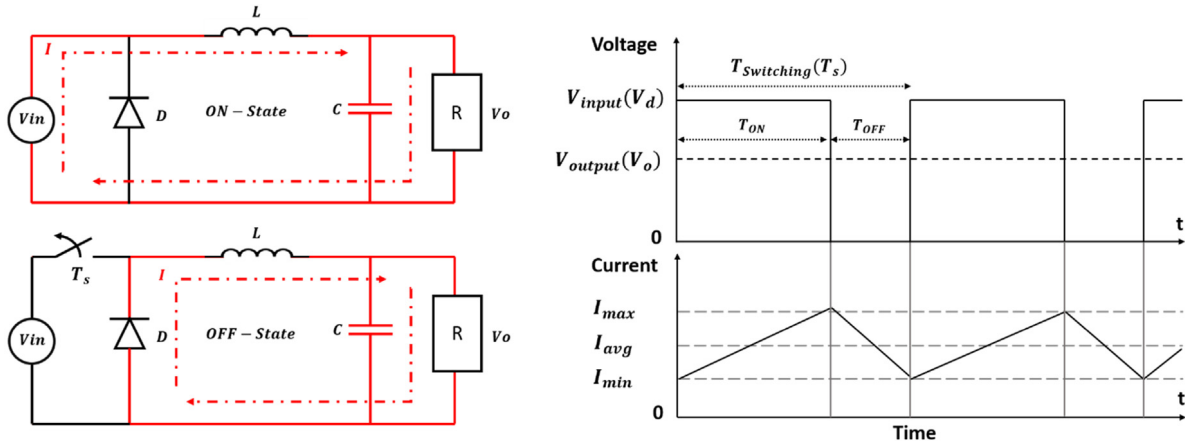 L
I
Vin
D
ON − State
C
R
Vo
L
T_s
I
Vin
D
OFF − State
C
R
Vo
Voltage
T_Switching(T_s)
V_input(V_d)
T_ON
T_OFF
V_output(V_o)
0
t
Current
I_max
I_avg
I_min
0
t
Time